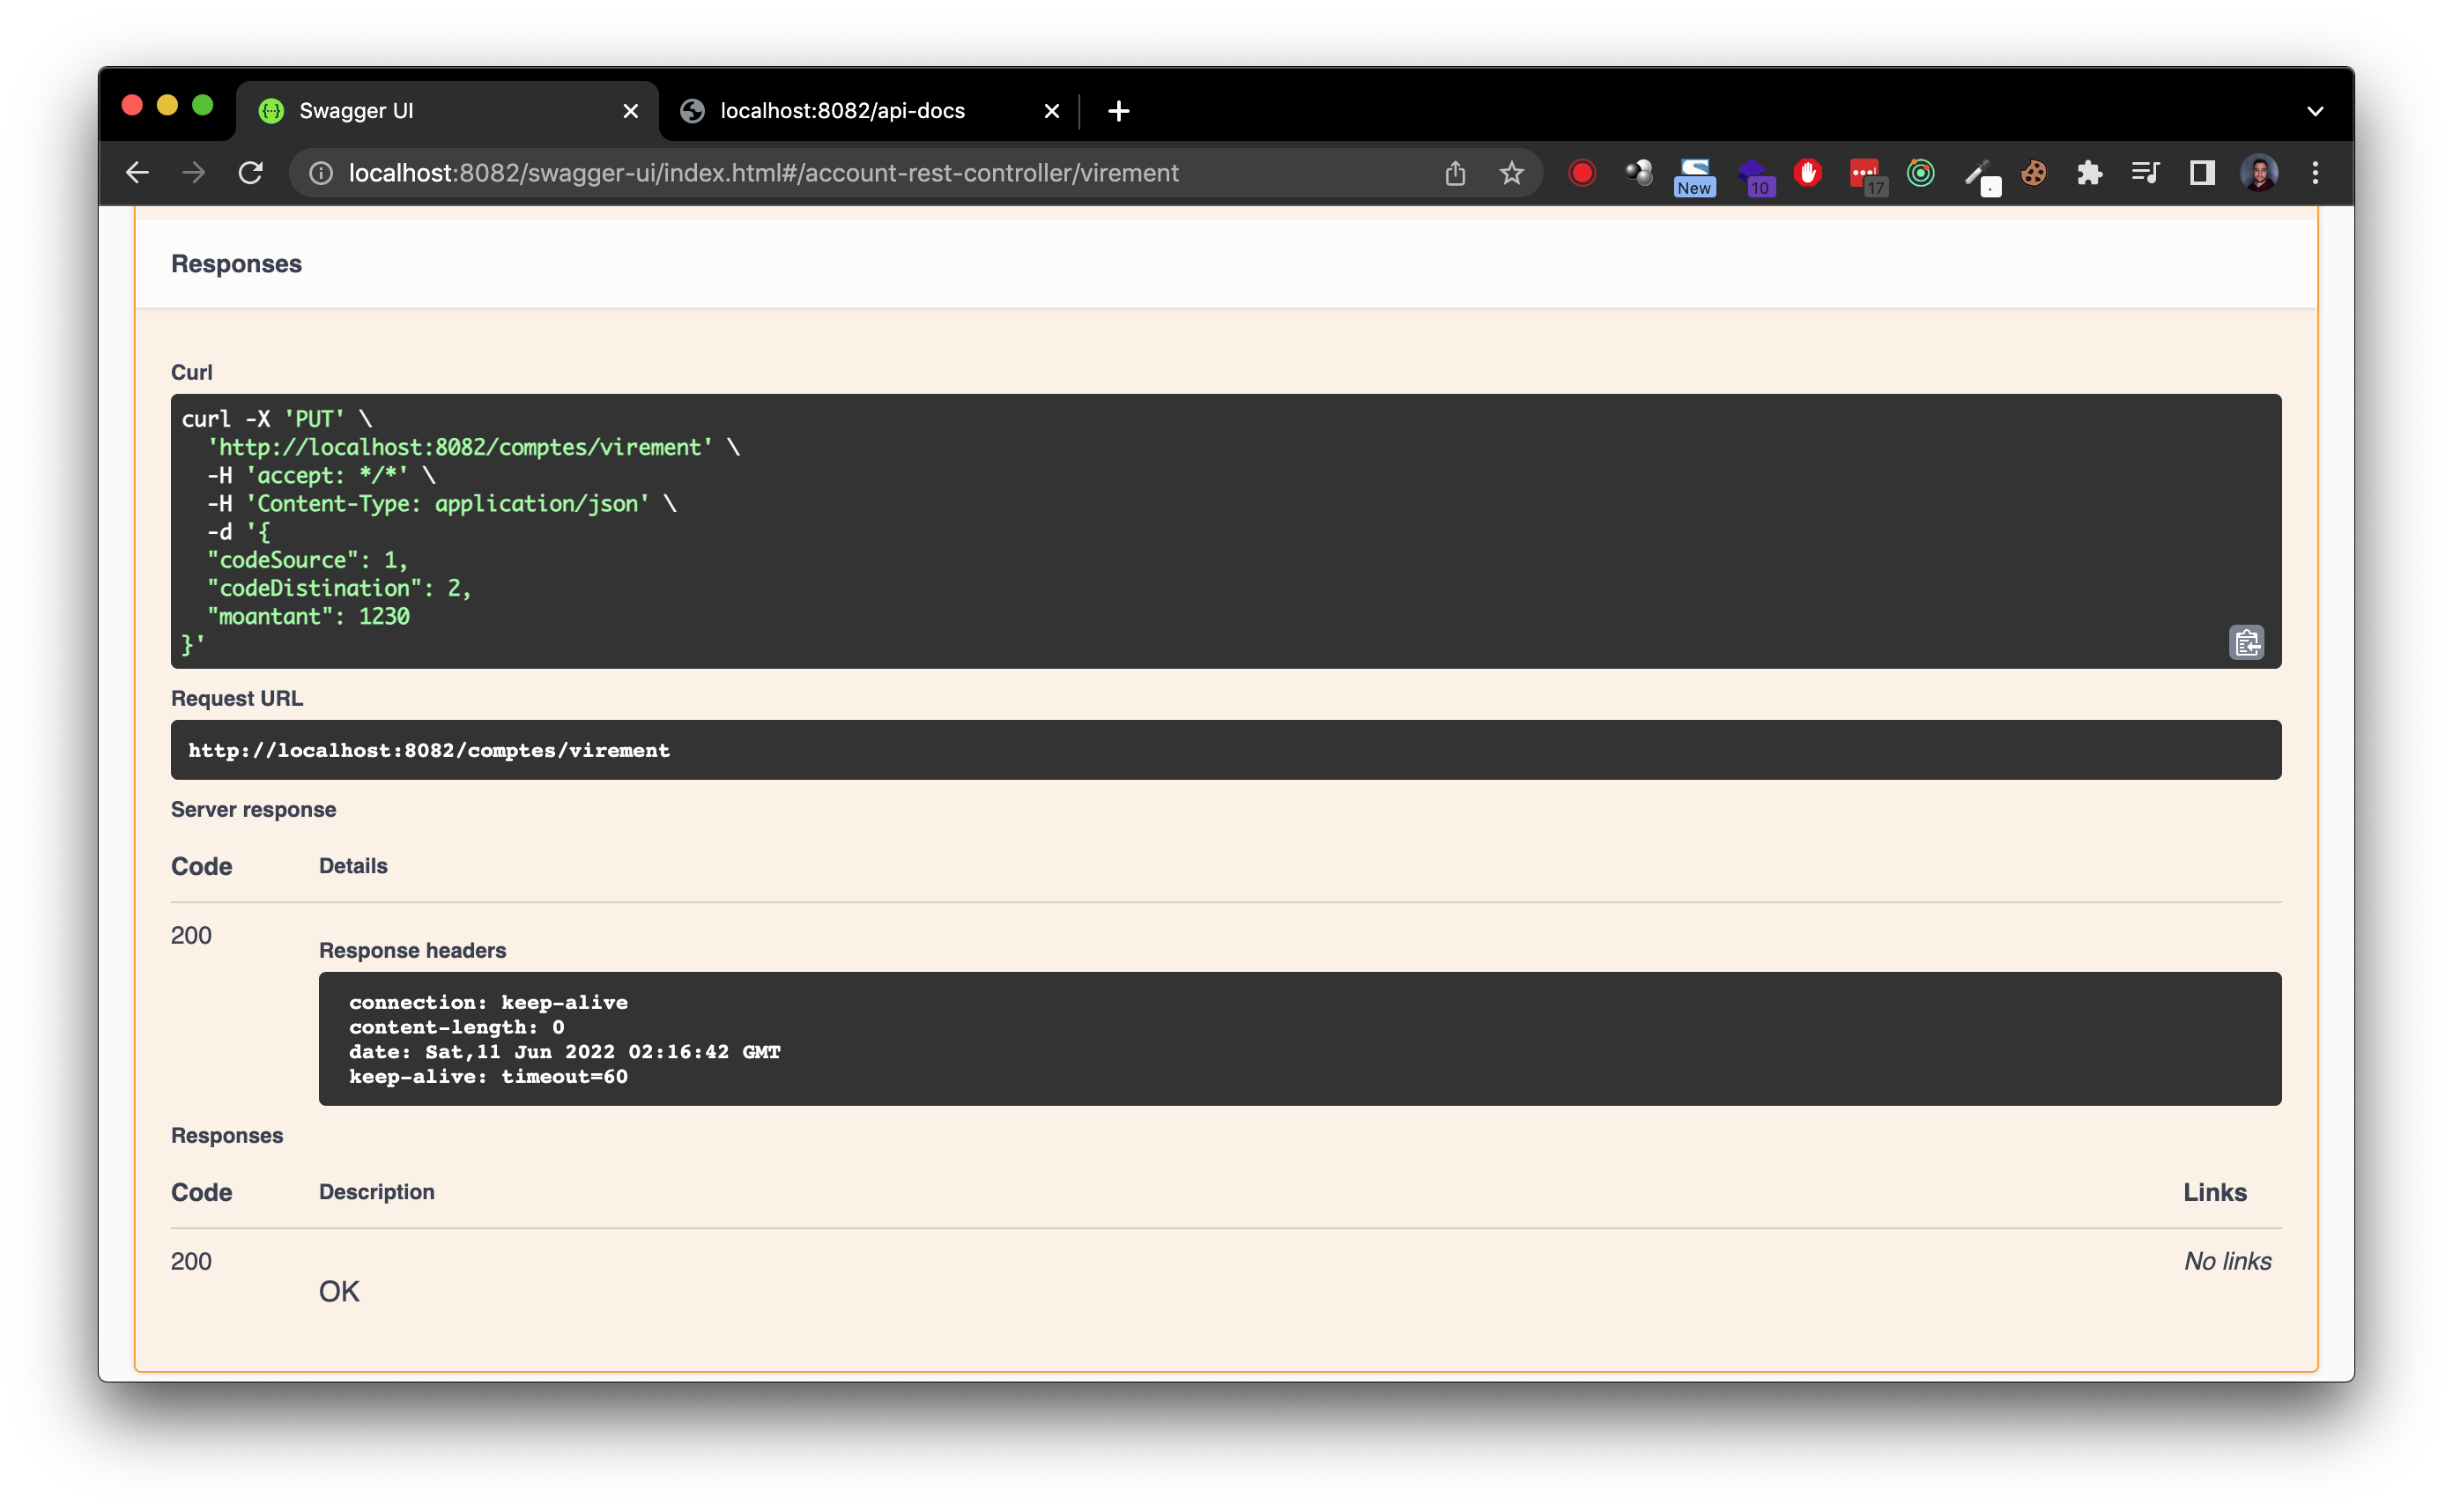 Swagger UI
localhost:8082/api-docs
localhost:8082/swagger-ui/index.html#/account-rest-controller/virement
New
10
17
Responses
Curl
curl -X 'PUT' \
'http://localhost:8082/comptes/virement' \
-H 'accept: */*' \
-H 'Content-Type: application/json' \
-d '{
"codeSource": 1,
"codeDistination": 2,
"moantant": 1230
}'
Request URL
http://localhost:8082/comptes/virement
Server response
Code Details
200
Response headers
connection: keep-alive
content-length: 0
date: Sat,11 Jun 2022 02:16:42 GMT
keep-alive: timeout=60
Responses
Code Description Links
200 No links
OK